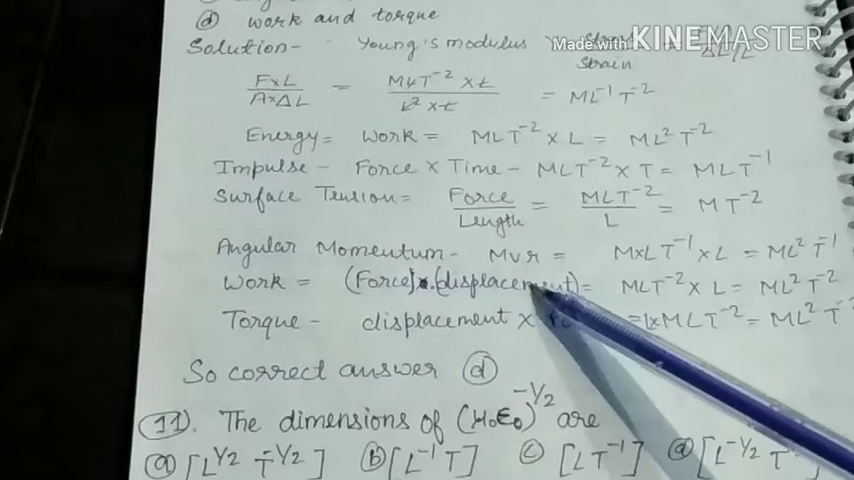 (d) work and torque
Solution- Young's modulus Strain ΔL/L
Made with KINEMASTER
F×L / A×ΔL = MLT⁻² × L / L² × L = ML⁻¹T⁻²
Energy = Work = MLT⁻² × L = ML²T⁻²
Impulse - Force × Time - MLT⁻² × T = MLT⁻¹
Surface Tension = Force / Length = MLT⁻² / L = MT⁻²
Angular Momentum - Mvr = M×LT⁻¹ × L = ML²T⁻¹
Work = (Force).(displacement) = MLT⁻² × L = ML²T⁻²
Torque - displacement × = L×MLT⁻² = ML²T⁻
So correct answer (d)
(11). The dimensions of (μ₀ε₀)^-1/2 are
(a) [L^1/2 T^-1/2] (b) [L⁻¹T] (c) [LT⁻¹] (d) [L^-1/2 T